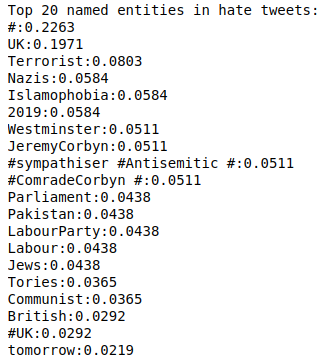 Top 20 named entities in hate tweets:
#:0.2263
UK:0.1971
Terrorist:0.0803
Nazis:0.0584
Islamophobia:0.0584
2019:0.0584
Westminster:0.0511
JeremyCorbyn:0.0511
#sympathiser #Antisemitic #:0.0511
#ComradeCorbyn #:0.0511
Parliament:0.0438
Pakistan:0.0438
LabourParty:0.0438
Labour:0.0438
Jews:0.0438
Tories:0.0365
Communist:0.0365
British:0.0292
#UK:0.0292
tomorrow:0.0219